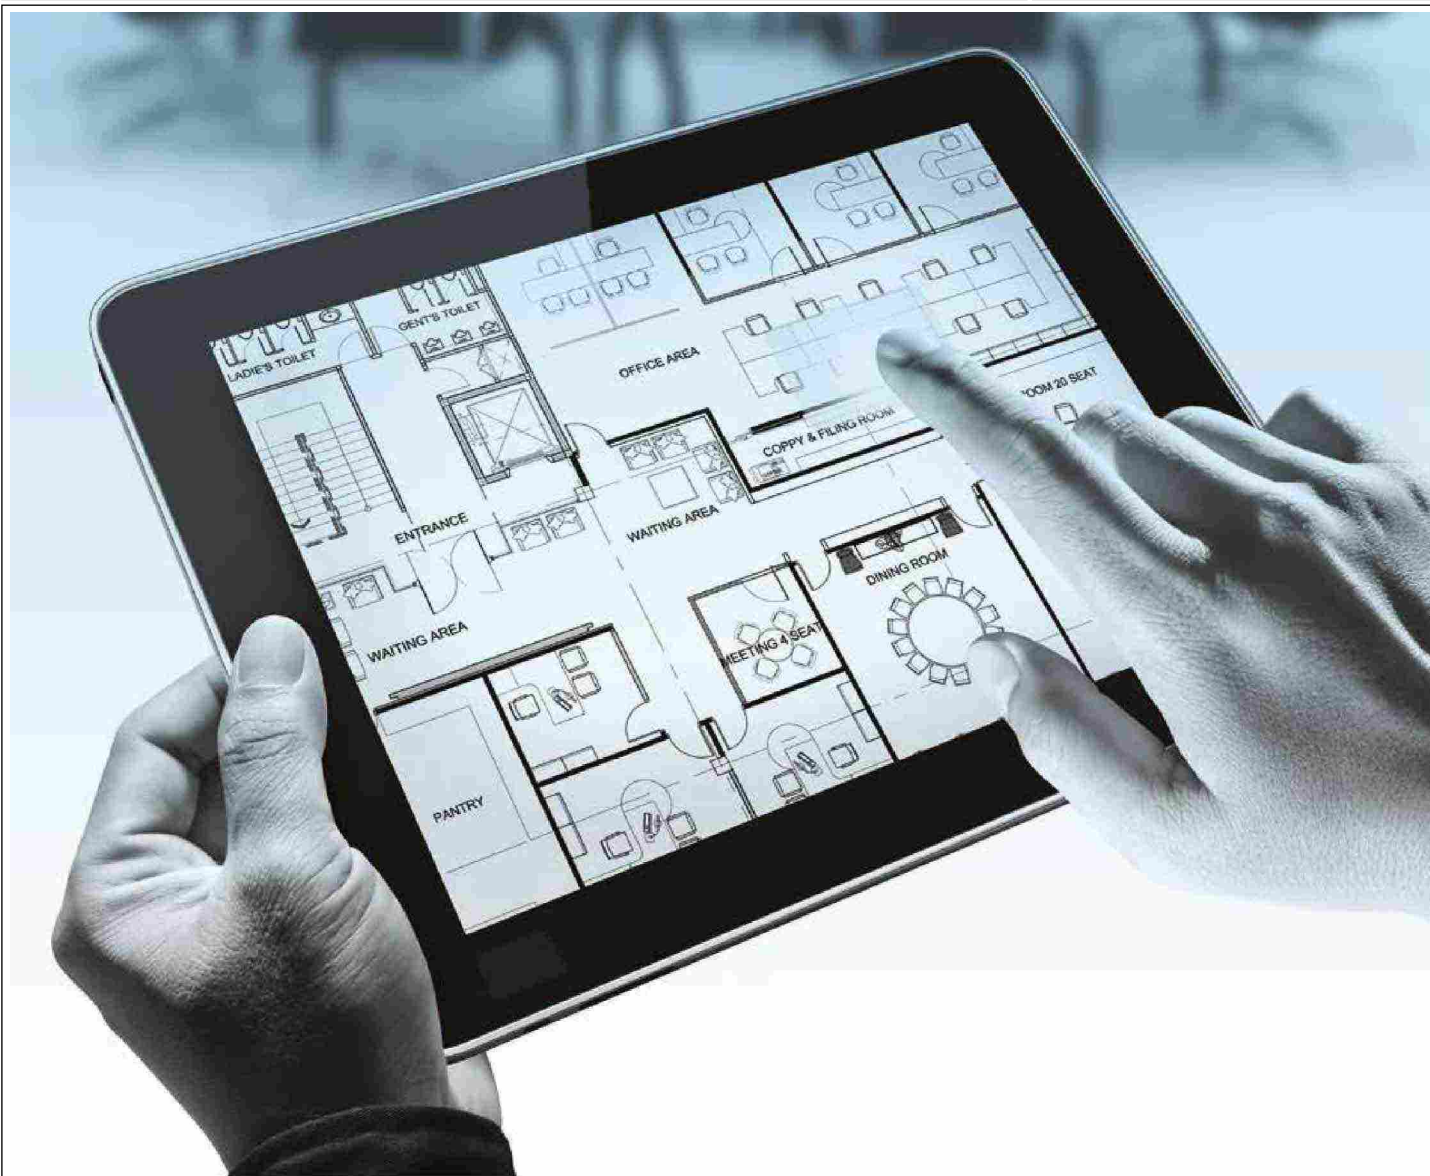 LADIE'S TOILET
GENT'S TOILET
OFFICE AREA
OOM 20 SEAT
COPPY & FILING ROOM
ENTRANCE
WAITING AREA
DINING ROOM
WAITING AREA
MEETING 4 SEAT
PANTRY